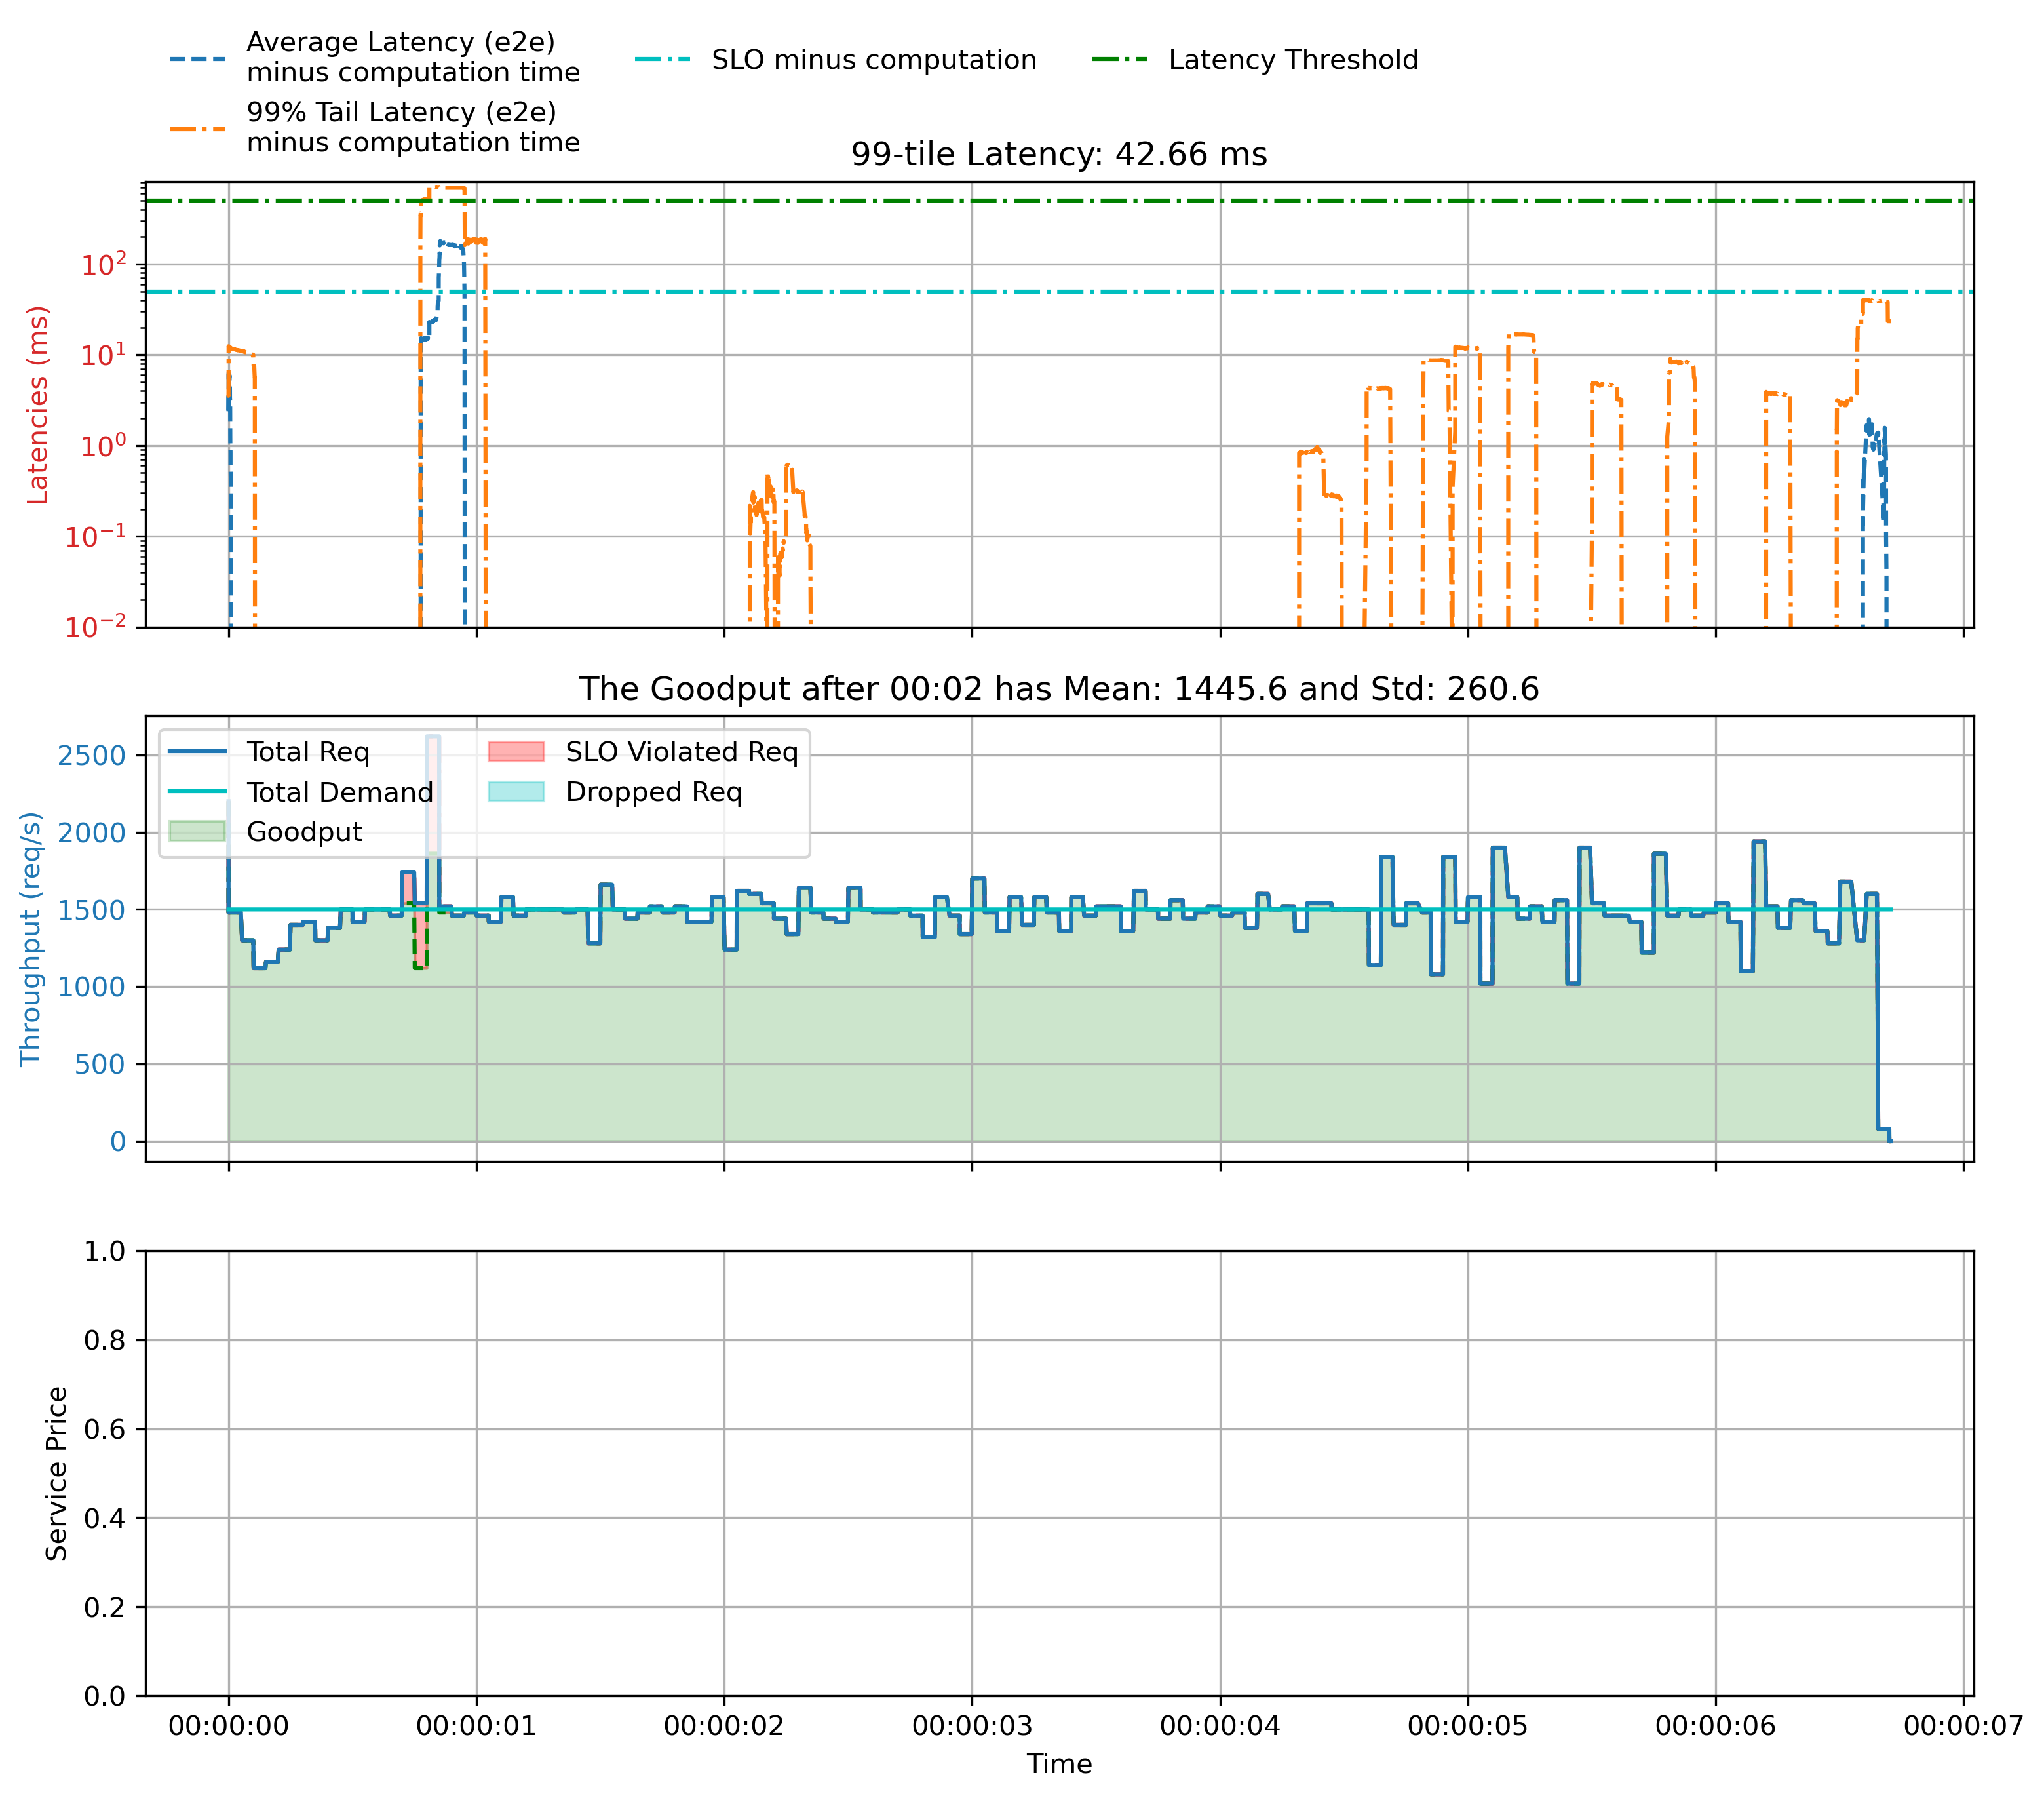 Average Latency (e2e)
minus computation time
99% Tail Latency (e2e)
minus computation time
SLO minus computation
Latency Threshold
99-tile Latency: 42.66 ms
Latencies (ms)
10²
10¹
10⁰
10⁻¹
10⁻²
The Goodput after 00:02 has Mean: 1445.6 and Std: 260.6
Throughput (req/s)
2500
2000
1500
1000
500
0
Total Req
Total Demand
Goodput
SLO Violated Req
Dropped Req
Service Price
1.0
0.8
0.6
0.4
0.2
0.0
00:00:00
00:00:01
00:00:02
00:00:03
00:00:04
00:00:05
00:00:06
00:00:07
Time